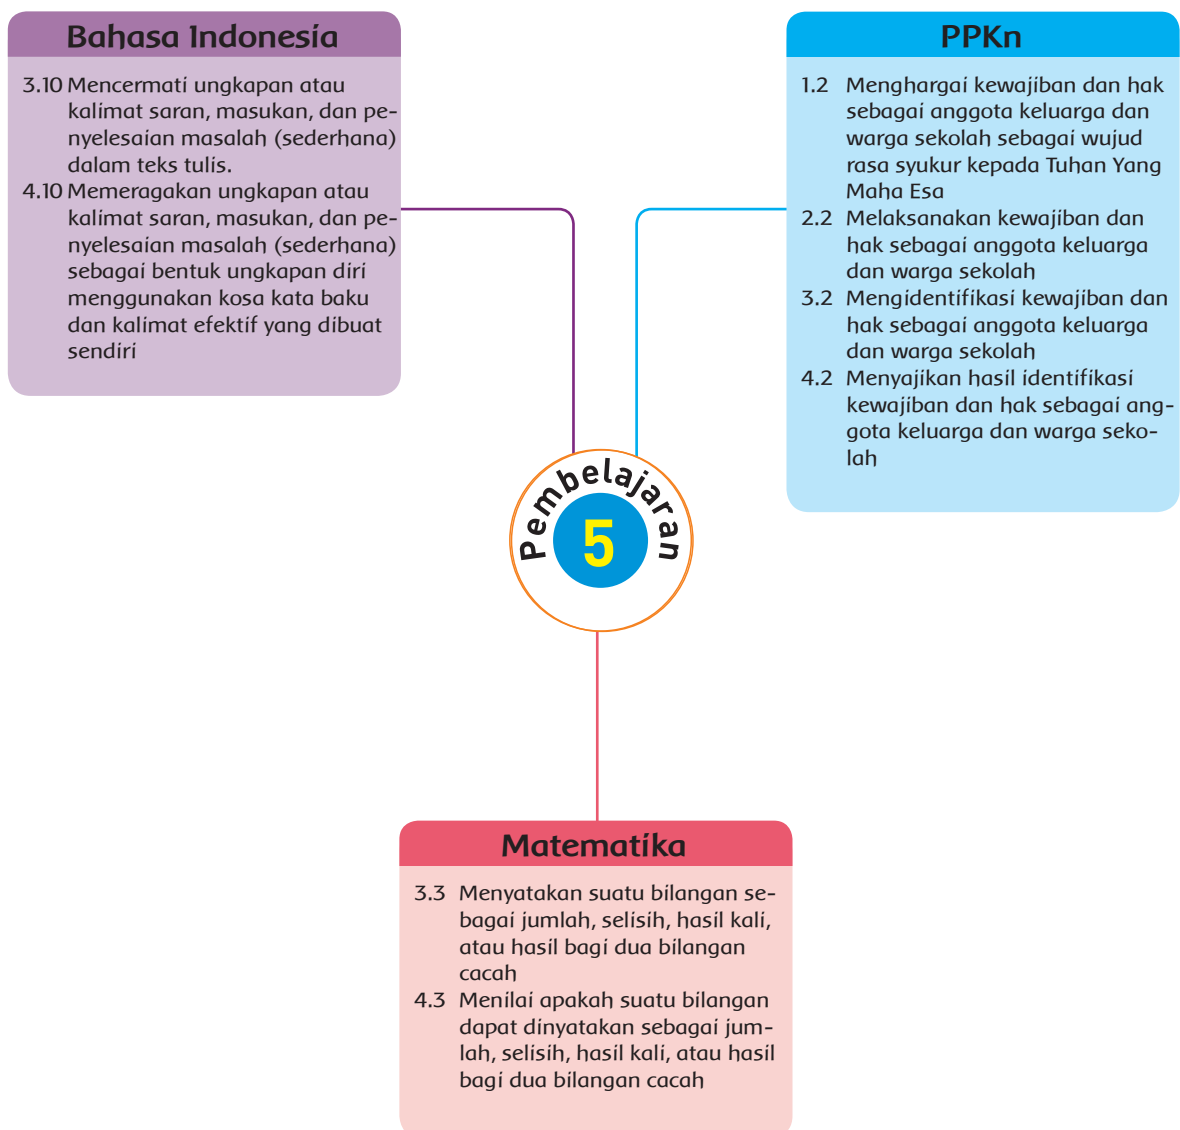 Bahasa Indonesia
3.10 Mencermati ungkapan atau
kalimat saran, masukan, dan pe-
nyelesaian masalah (sederhana)
dalam teks tulis.
4.10 Memeragakan ungkapan atau
kalimat saran, masukan, dan pe-
nyelesaian masalah (sederhana)
sebagai bentuk ungkapan diri
menggunakan kosa kata baku
dan kalimat efektif yang dibuat
sendiri
PPKn
1.2 Menghargai kewajiban dan hak
sebagai anggota keluarga dan
warga sekolah sebagai wujud
rasa syukur kepada Tuhan Yang
Maha Esa
2.2 Melaksanakan kewajiban dan
hak sebagai anggota keluarga
dan warga sekolah
3.2 Mengidentifikasi kewajiban dan
hak sebagai anggota keluarga
dan warga sekolah
4.2 Menyajikan hasil identifikasi
kewajiban dan hak sebagai ang-
gota keluarga dan warga seko-
lah
Pembelajaran
5
Matematika
3.3 Menyatakan suatu bilangan se-
bagai jumlah, selisih, hasil kali,
atau hasil bagi dua bilangan
cacah
4.3 Menilai apakah suatu bilangan
dapat dinyatakan sebagai jum-
lah, selisih, hasil kali, atau hasil
bagi dua bilangan cacah